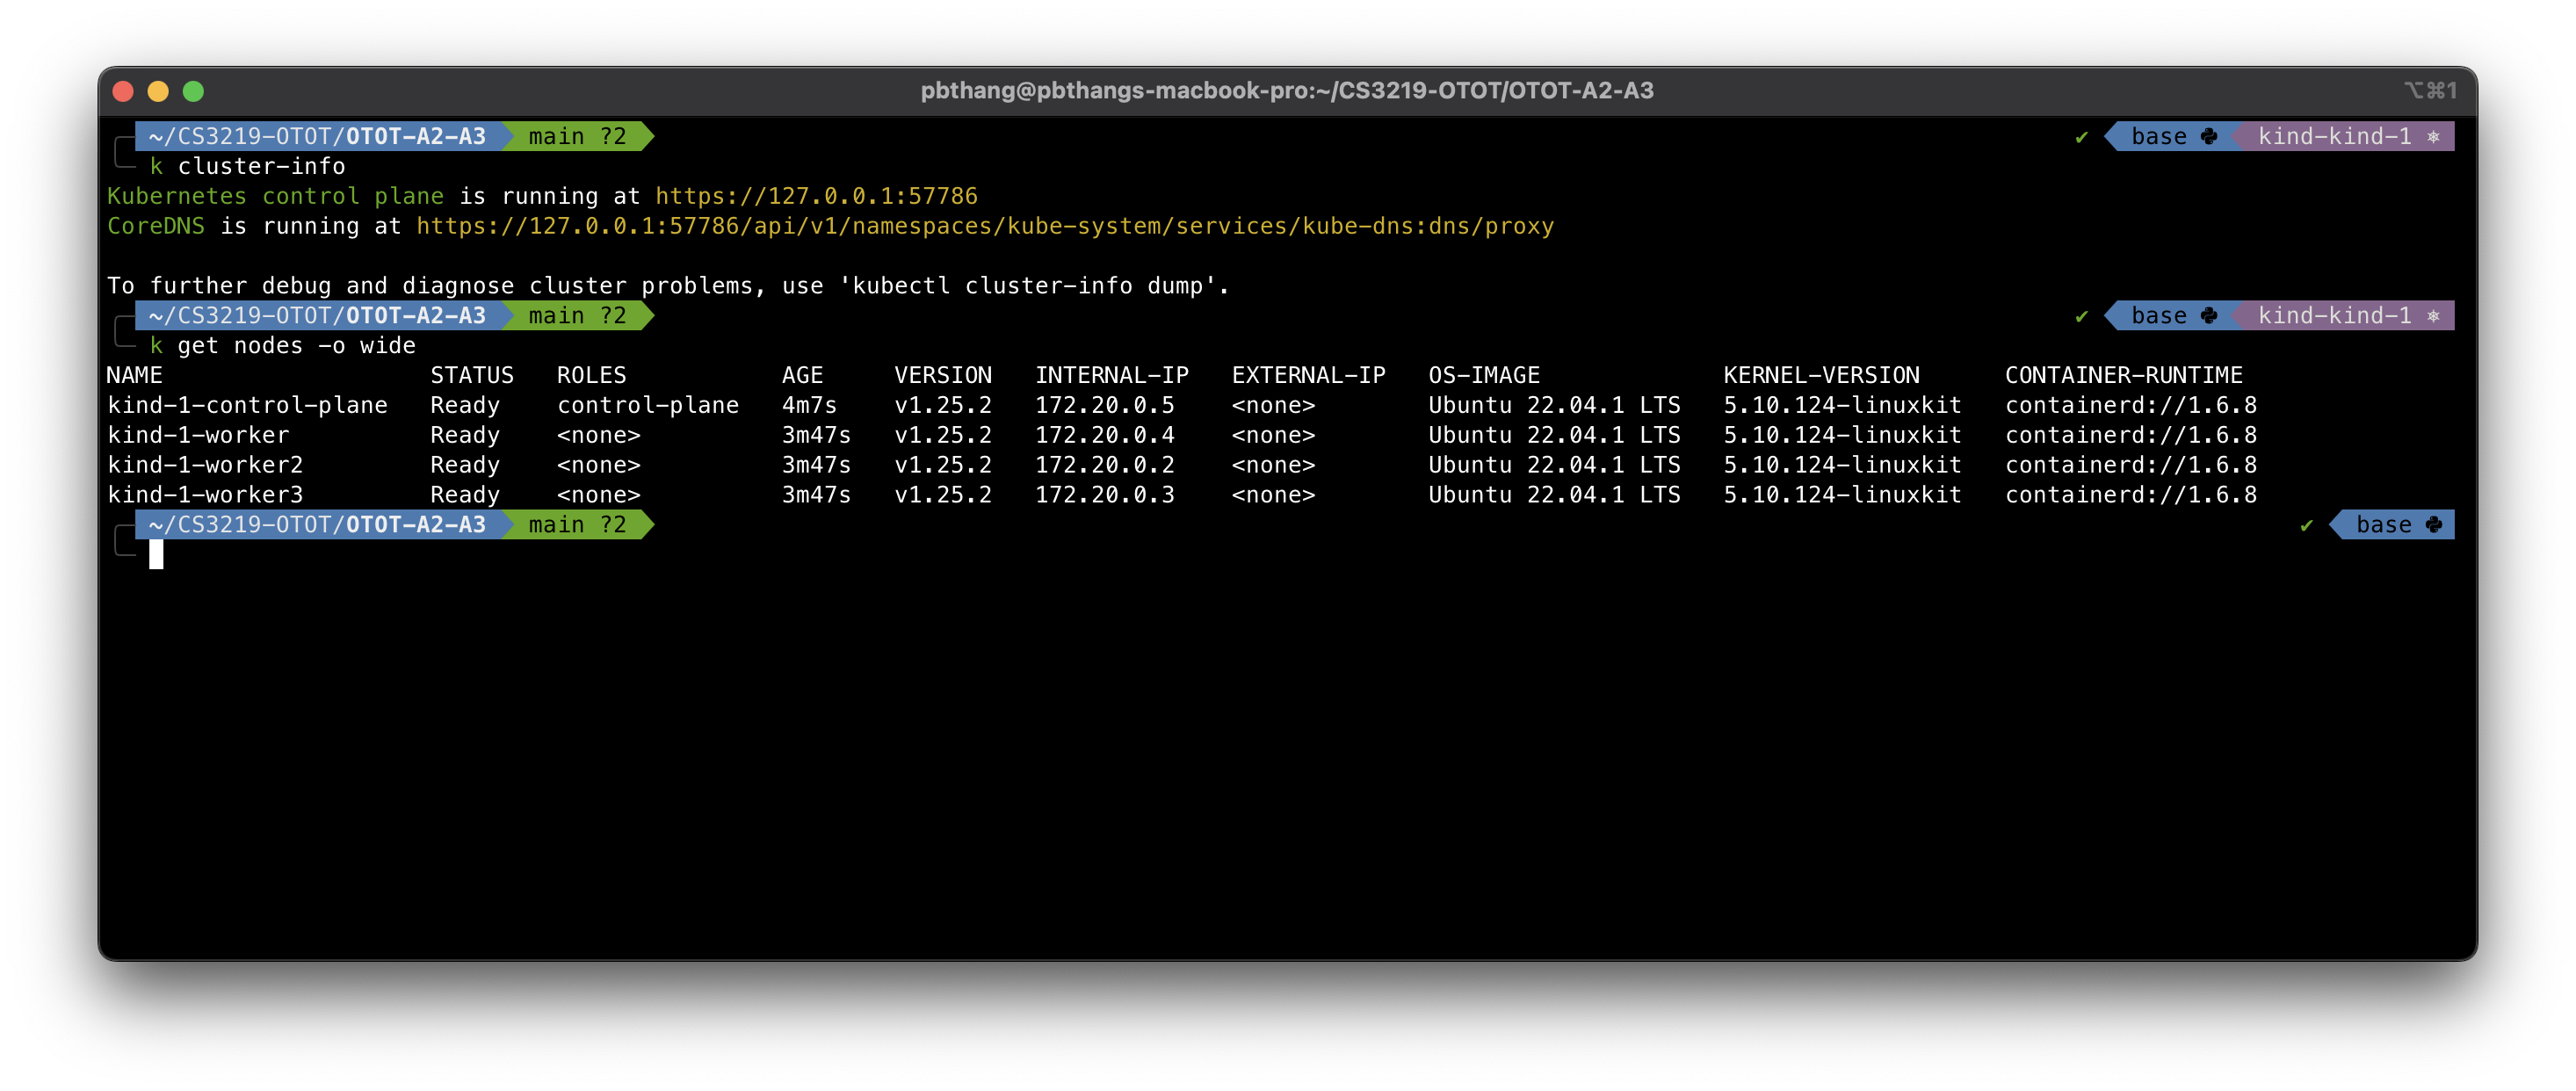 pbthang@pbthangs-macbook-pro:~/CS3219-OTOT/OTOT-A2-A3 ⌥⌘1
~/CS3219-OTOT/OTOT-A2-A3 main ?2 ✔ base kind-kind-1 ⎈
k cluster-info
Kubernetes control plane is running at https://127.0.0.1:57786
CoreDNS is running at https://127.0.0.1:57786/api/v1/namespaces/kube-system/services/kube-dns:dns/proxy
To further debug and diagnose cluster problems, use 'kubectl cluster-info dump'.
~/CS3219-OTOT/OTOT-A2-A3 main ?2 ✔ base kind-kind-1 ⎈
k get nodes -o wide
NAME STATUS ROLES AGE VERSION INTERNAL-IP EXTERNAL-IP OS-IMAGE KERNEL-VERSION CONTAINER-RUNTIME
kind-1-control-plane Ready control-plane 4m7s v1.25.2 172.20.0.5 <none> Ubuntu 22.04.1 LTS 5.10.124-linuxkit containerd://1.6.8
kind-1-worker Ready <none> 3m47s v1.25.2 172.20.0.4 <none> Ubuntu 22.04.1 LTS 5.10.124-linuxkit containerd://1.6.8
kind-1-worker2 Ready <none> 3m47s v1.25.2 172.20.0.2 <none> Ubuntu 22.04.1 LTS 5.10.124-linuxkit containerd://1.6.8
kind-1-worker3 Ready <none> 3m47s v1.25.2 172.20.0.3 <none> Ubuntu 22.04.1 LTS 5.10.124-linuxkit containerd://1.6.8
~/CS3219-OTOT/OTOT-A2-A3 main ?2 ✔ base